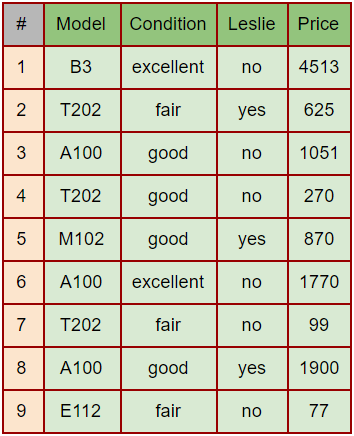 # Model Condition Leslie Price
1 B3 excellent no 4513
2 T202 fair yes 625
3 A100 good no 1051
4 T202 good no 270
5 M102 good yes 870
6 A100 excellent no 1770
7 T202 fair no 99
8 A100 good yes 1900
9 E112 fair no 77